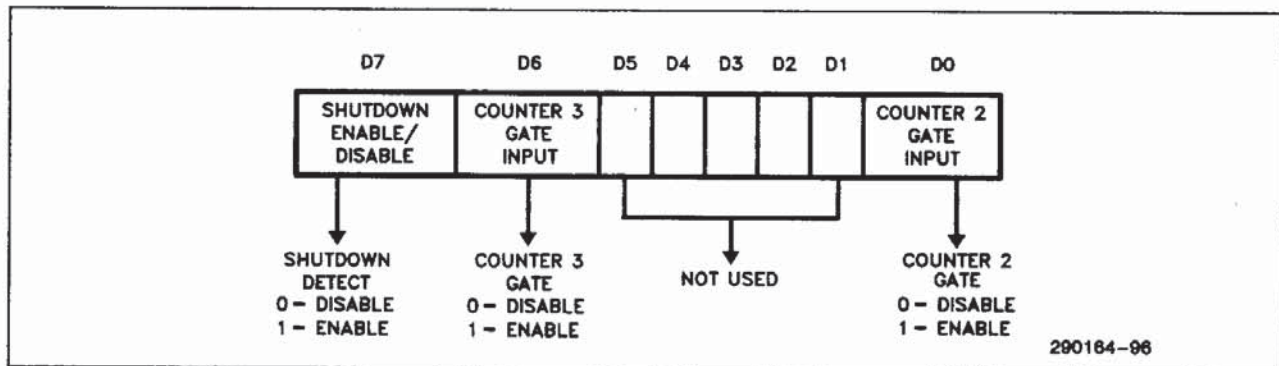 D7 D6 D5 D4 D3 D2 D1 D0
SHUTDOWN
ENABLE/
DISABLE
COUNTER 3
GATE
INPUT
COUNTER 2
GATE
INPUT
SHUTDOWN
DETECT
0 - DISABLE
1 - ENABLE
COUNTER 3
GATE
0 - DISABLE
1 - ENABLE
NOT USED
COUNTER 2
GATE
0 - DISABLE
1 - ENABLE
290164-96